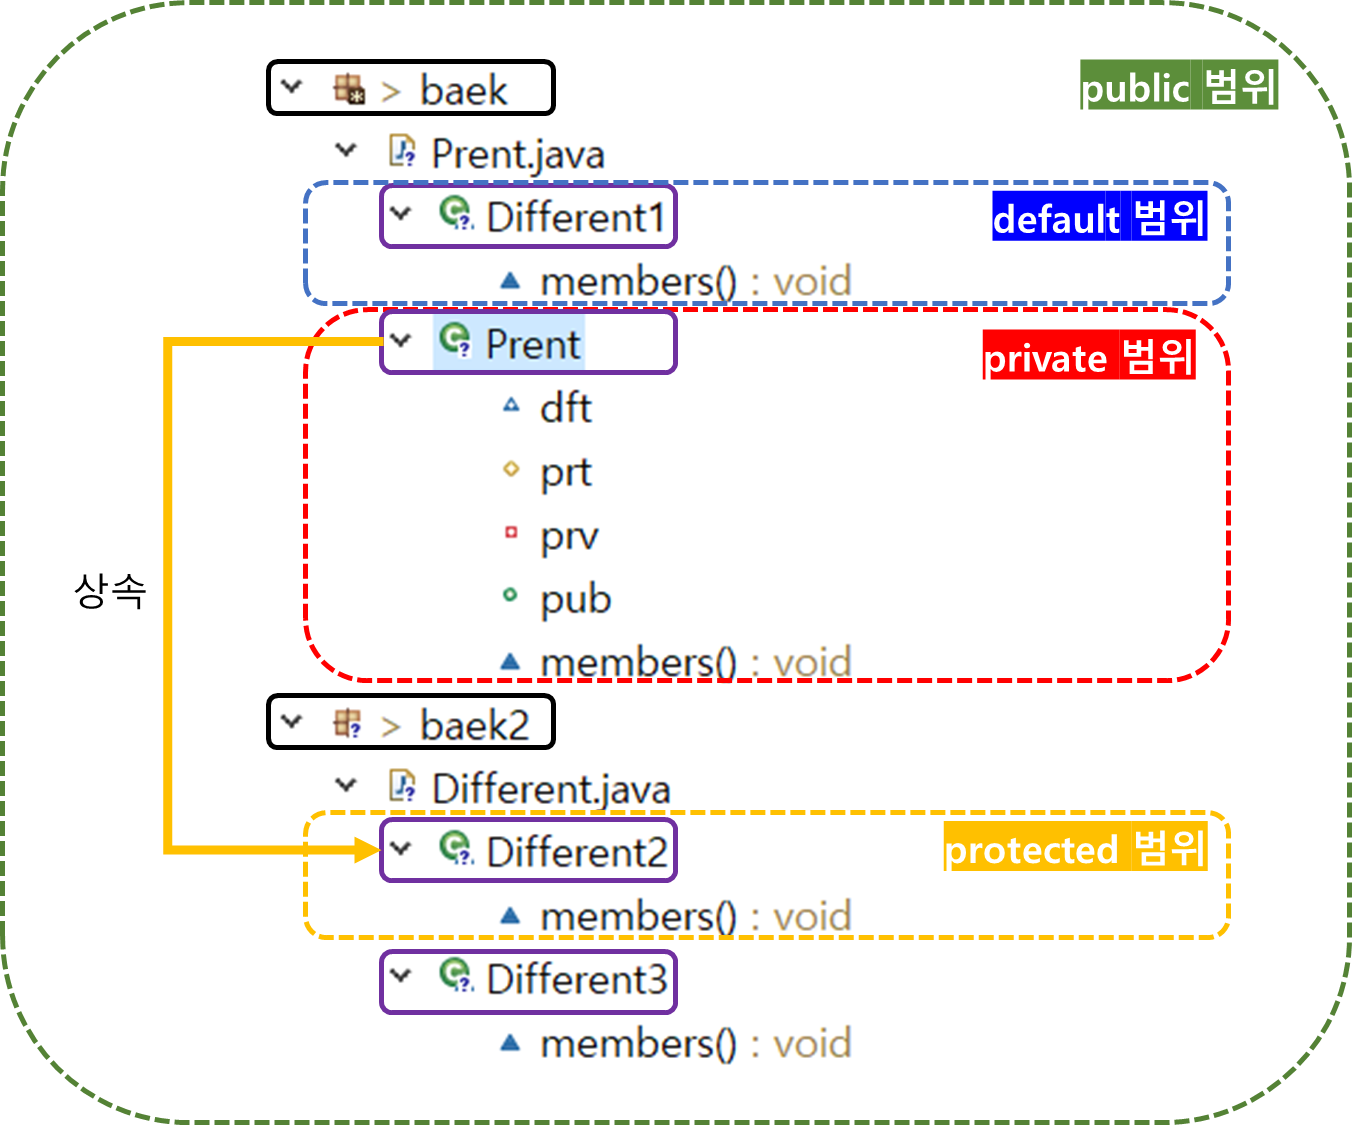 > baek
public 범위
Prent.java
Different1
default 범위
members() : void
Prent
private 범위
dft
prt
prv
상속
pub
members() : void
> baek2
Different.java
Different2
protected 범위
members() : void
Different3
members() : void